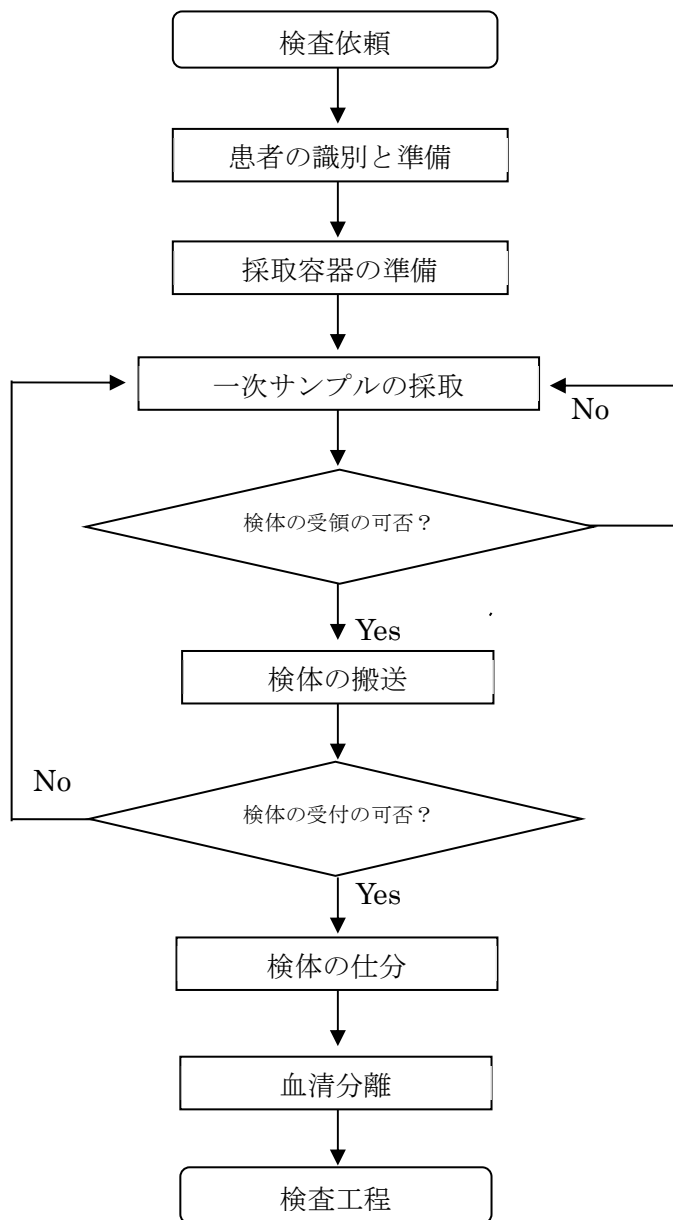 検査依頼
患者の識別と準備
採取容器の準備
一次サンプルの採取
No
検体の受領の可否？
Yes
検体の搬送
No
検体の受付の可否？
Yes
検体の仕分
血清分離
検査工程